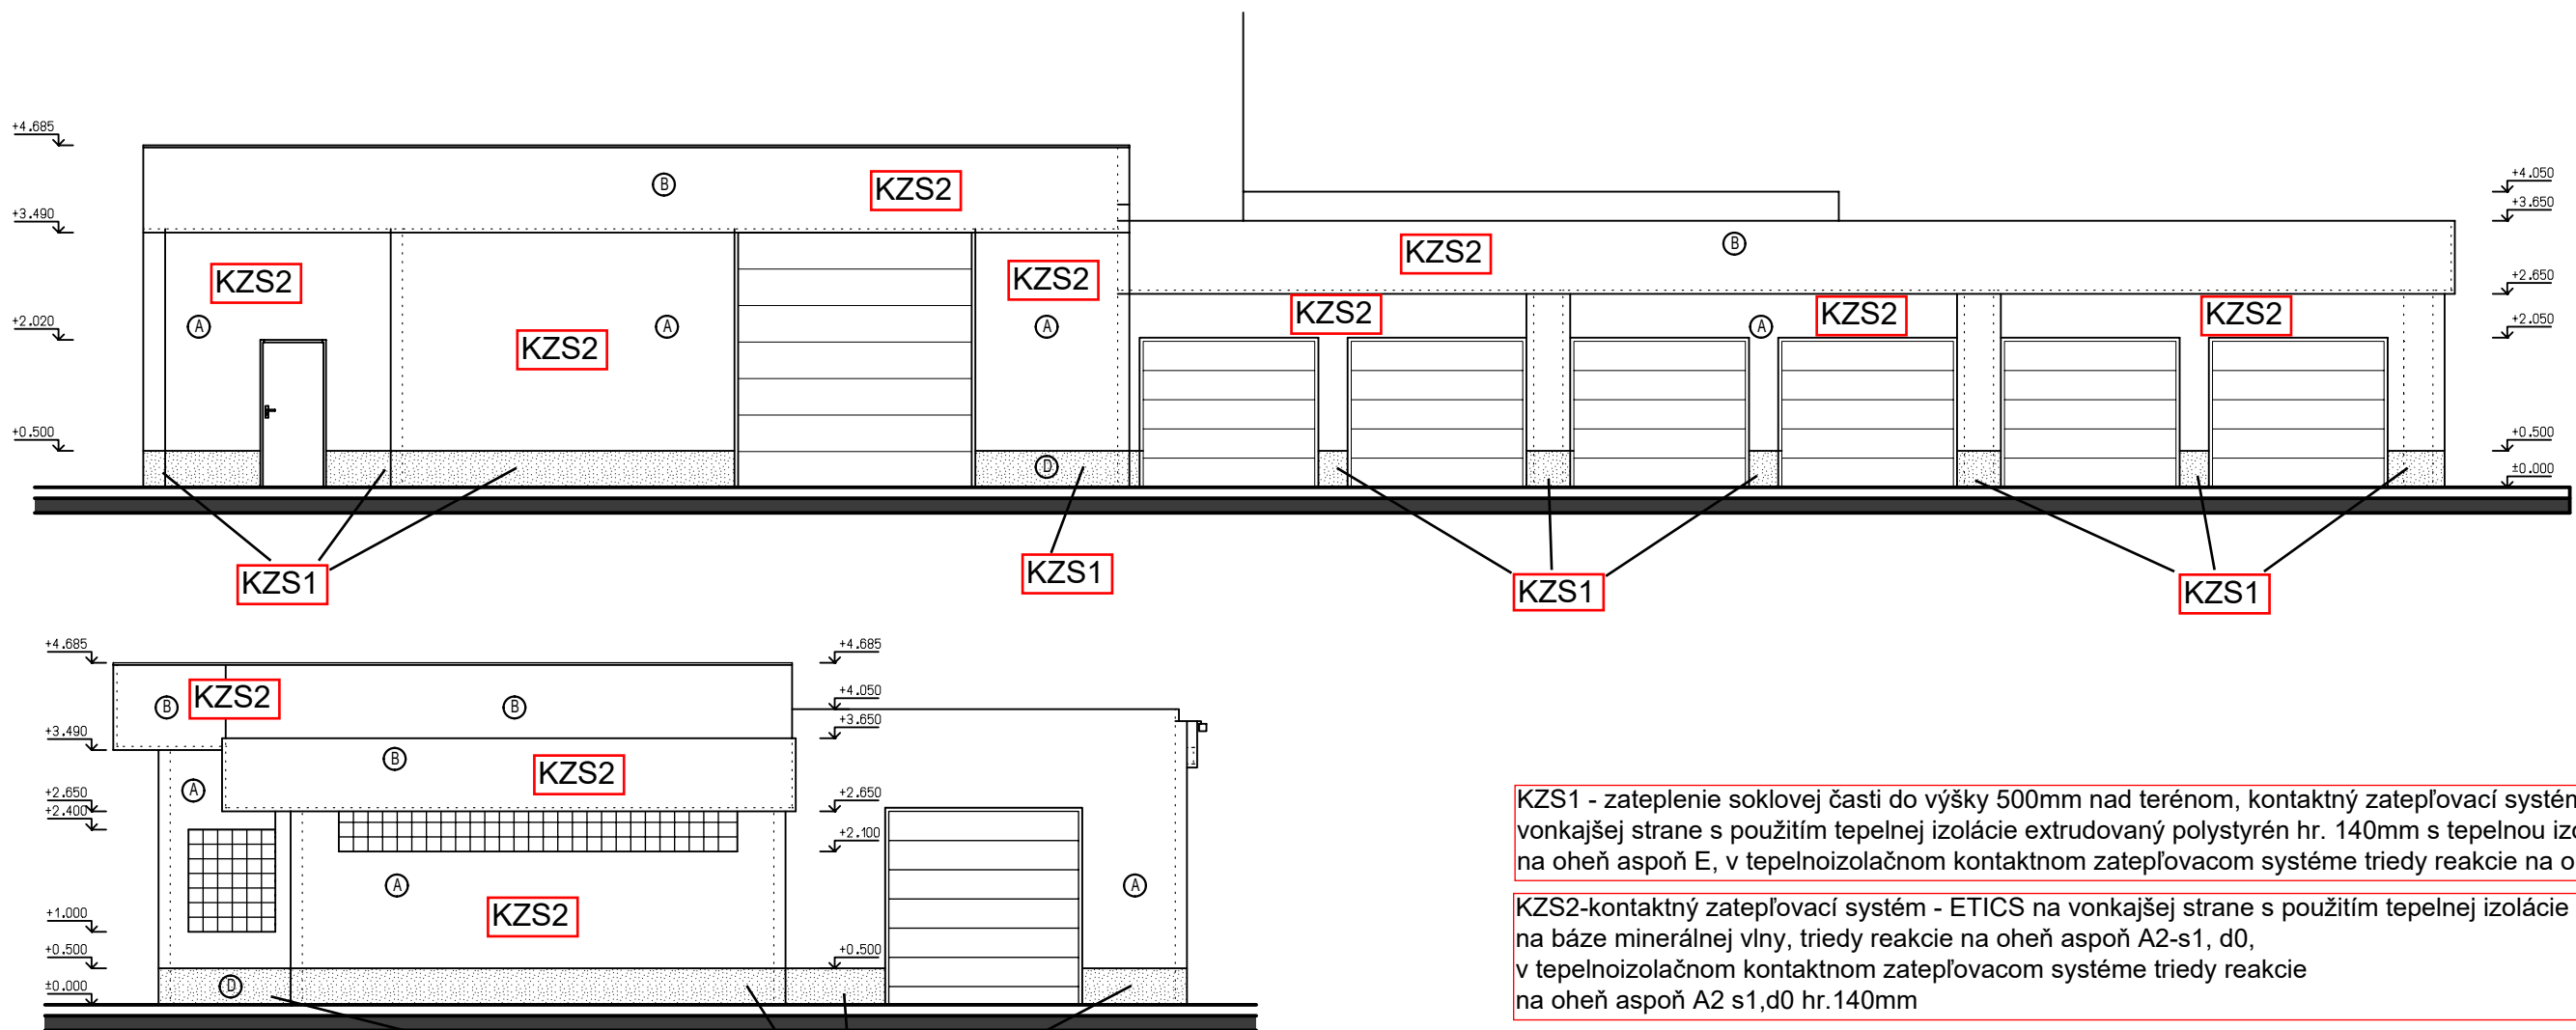 +4.685
+3.490
+2.020
+0.500
B
KZS2
KZS2
A
KZS2
A
KZS2
A
D
KZS2
B
KZS2
KZS2
A
KZS2
+4.050
+3.650
+2.650
+2.050
+0.500
±0.000
KZS1
KZS1
KZS1
KZS1
+4.685
+3.490
+2.650
+2.400
+1.000
+0.500
±0.000
B
KZS2
B
B
KZS2
A
A
KZS2
A
D
+4.685
+4.050
+3.650
+2.650
+2.100
+0.500
KZS1 - zateplenie soklovej časti do výšky 500mm nad terénom, kontaktný zatepľovací systém
vonkajšej strane s použitím tepelnej izolácie extrudovaný polystyrén hr. 140mm s tepelnou
na oheň aspoň E, v tepelnoizolačnom kontaktnom zatepľovacom systéme triedy reakcie na
KZS2-kontaktný zatepľovací systém - ETICS na vonkajšej strane s použitím tepelnej izolácie
na báze minerálnej vlny, triedy reakcie na oheň aspoň A2-s1, d0,
v tepelnoizolačnom kontaktnom zatepľovacom systéme triedy reakcie
na oheň aspoň A2 s1,d0 hr.140mm